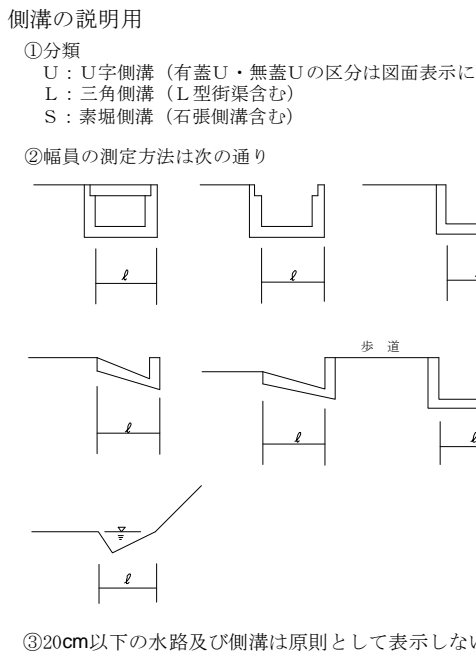 側溝の説明用
①分類
U：U字側溝（有蓋U・無蓋Uの区分は図面表示に
L：三角側溝（L型街渠含む）
S：素堀側溝（石張側溝含む）
②幅員の測定方法は次の通り
ℓ ℓ
歩 道
ℓ ℓ ℓ
ℓ
③20cm以下の水路及び側溝は原則として表示しない